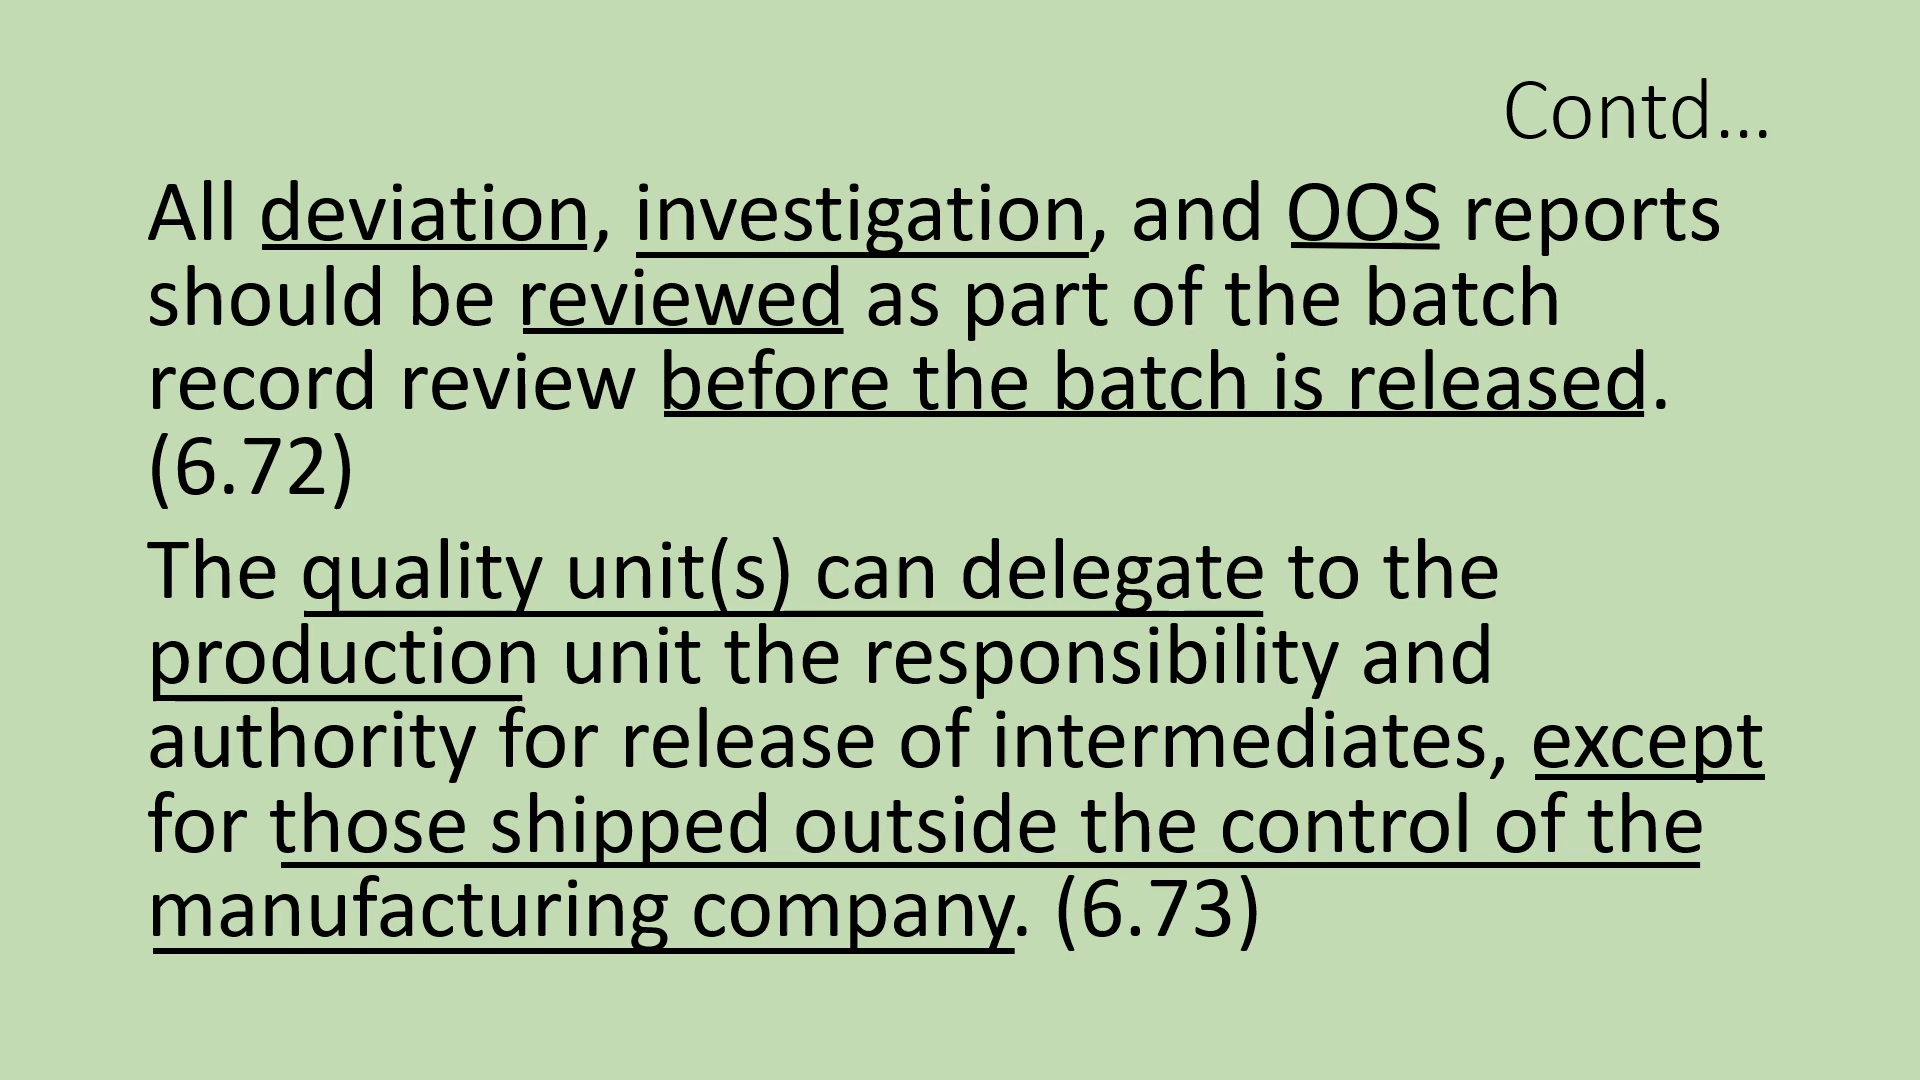 Contd…
All deviation, investigation, and OOS reports
should be reviewed as part of the batch
record review before the batch is released.
(6.72)
The quality unit(s) can delegate to the
production unit the responsibility and
authority for release of intermediates, except
for those shipped outside the control of the
manufacturing company. (6.73)